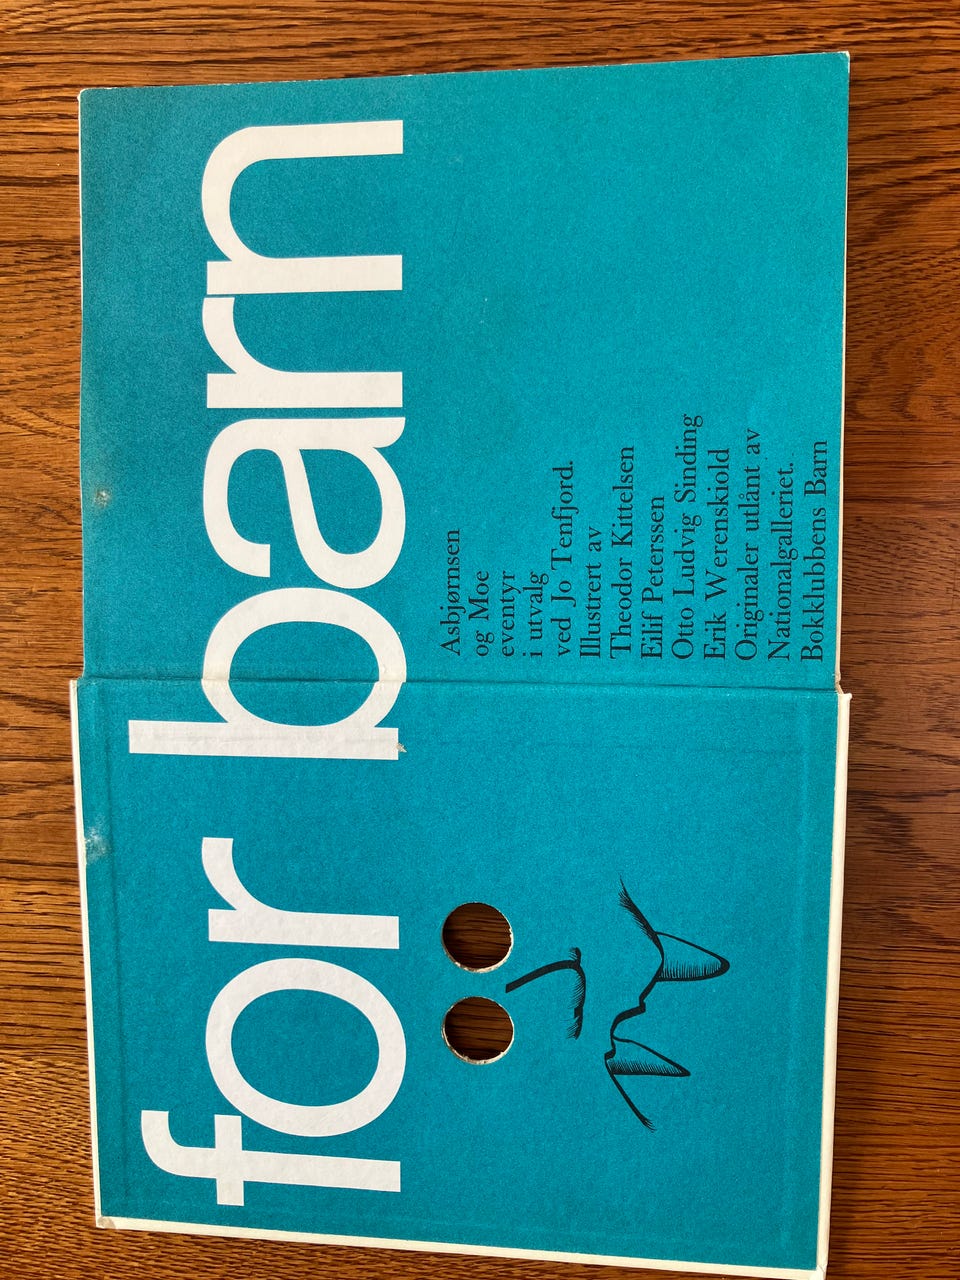 for barn
Asbjørnsen
og Moe
eventyr
i utvalg
ved Jo Tenfjord.
Illustrert av
Theodor Kittelsen
Eilif Peterssen
Otto Ludvig Sinding
Erik Werenskiold
Originaler utlånt av
Nationalgalleriet.
Bokklubbens Barn